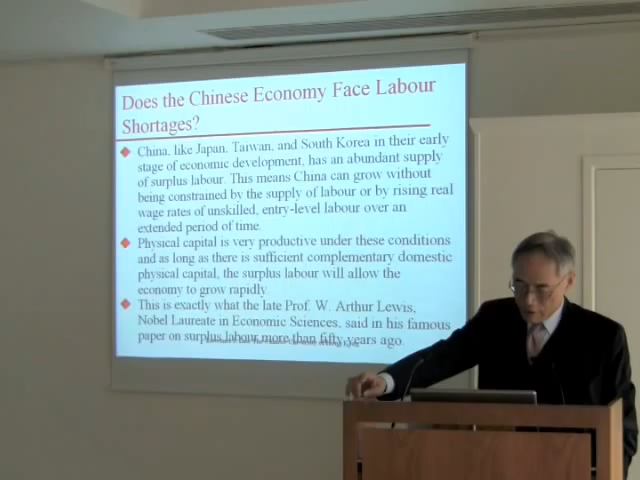 Does the Chinese Economy Face Labour
Shortages?
China, like Japan, Taiwan, and South Korea in their early
stage of economic development, has an abundant supply
of surplus labour. This means China can grow without
being constrained by the supply of labour or by rising real
wage rates of unskilled, entry-level labour over an
extended period of time.
Physical capital is very productive under these conditions
and as long as there is sufficient complementary domestic
physical capital, the surplus labour will allow the
economy to grow rapidly.
This is exactly what the late Prof. W. Arthur Lewis,
Nobel Laureate in Economic Sciences, said in his famous
paper on surplus labour more than fifty years ago.